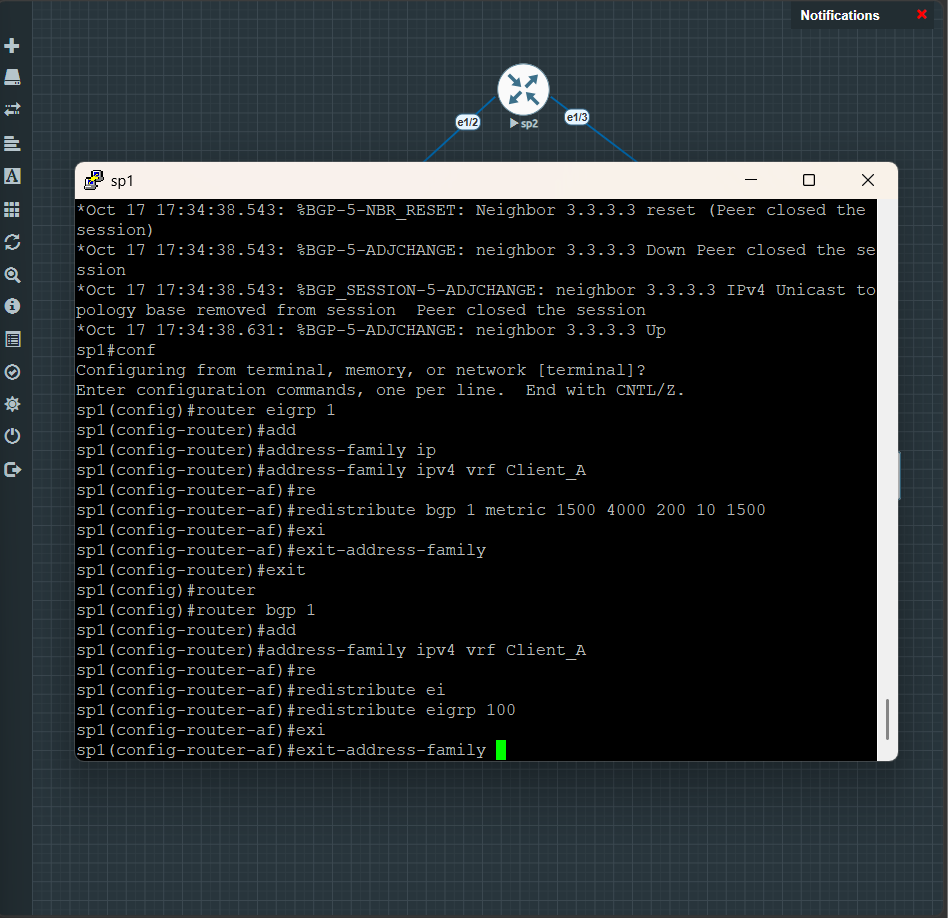 Notifications
e1/2
e1/3
sp2
sp1
*Oct 17 17:34:38.543: %BGP-5-NBR_RESET: Neighbor 3.3.3.3 reset (Peer closed the
session)
*Oct 17 17:34:38.543: %BGP-5-ADJCHANGE: neighbor 3.3.3.3 Down Peer closed the se
ssion
*Oct 17 17:34:38.543: %BGP_SESSION-5-ADJCHANGE: neighbor 3.3.3.3 IPv4 Unicast to
pology base removed from session  Peer closed the session
*Oct 17 17:34:38.631: %BGP-5-ADJCHANGE: neighbor 3.3.3.3 Up
sp1#conf
Configuring from terminal, memory, or network [terminal]?
Enter configuration commands, one per line.  End with CNTL/Z.
sp1(config)#router eigrp 1
sp1(config-router)#add
sp1(config-router)#address-family ip
sp1(config-router)#address-family ipv4 vrf Client_A
sp1(config-router-af)#re
sp1(config-router-af)#redistribute bgp 1 metric 1500 4000 200 10 1500
sp1(config-router-af)#exi
sp1(config-router-af)#exit-address-family
sp1(config-router)#exit
sp1(config)#router
sp1(config)#router bgp 1
sp1(config-router)#add
sp1(config-router)#address-family ipv4 vrf Client_A
sp1(config-router-af)#re
sp1(config-router-af)#redistribute ei
sp1(config-router-af)#redistribute eigrp 100
sp1(config-router-af)#exi
sp1(config-router-af)#exit-address-family